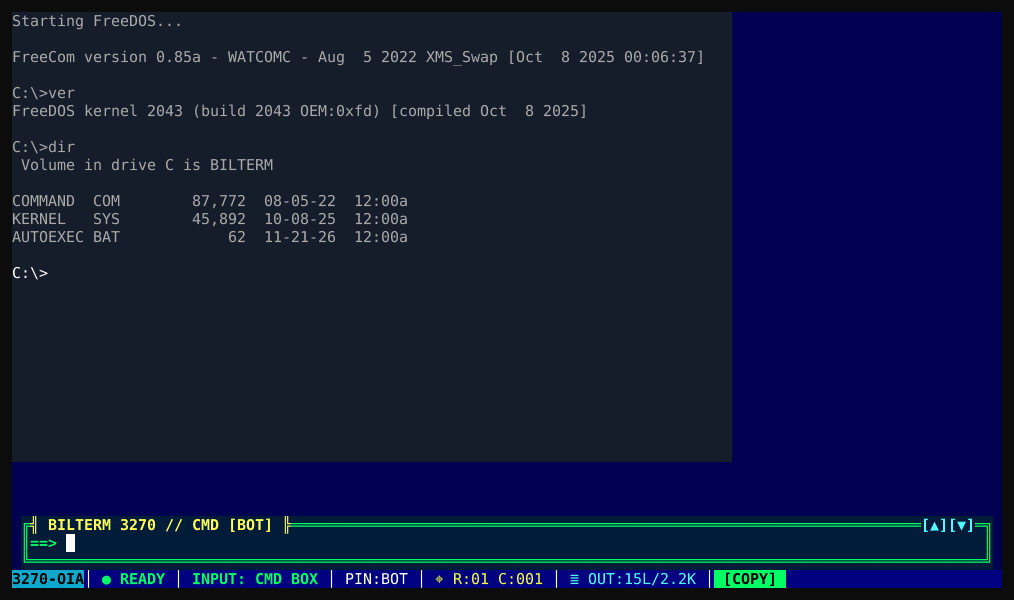 Starting FreeDOS...
FreeCom version 0.85a - WATCOMC - Aug  5 2022 XMS_Swap [Oct  8 2025 00:06:37]
C:\>ver
FreeDOS kernel 2043 (build 2043 OEM:0xfd) [compiled Oct  8 2025]
C:\>dir
 Volume in drive C is BILTERM
COMMAND  COM        87,772  08-05-22  12:00a
KERNEL   SYS        45,892  10-08-25  12:00a
AUTOEXEC BAT            62  11-21-26  12:00a
C:\>
BILTERM 3270 // CMD [BOT] [▲][▼]
==>
3270-OIA│ ● READY │ INPUT: CMD BOX │ PIN:BOT │ ⌖ R:01 C:001 │ ≣ OUT:15L/2.2K │ [COPY]